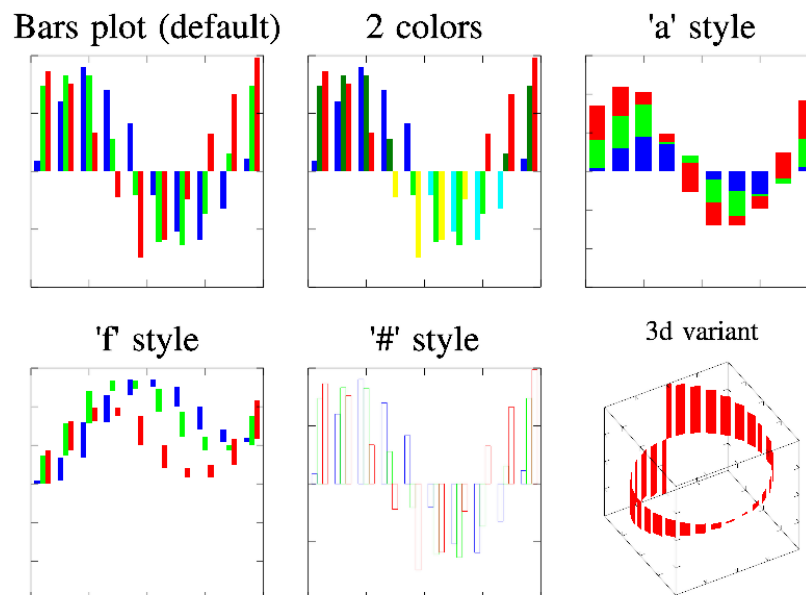 Bars plot (default)
2 colors
'a' style
'f' style
'#' style
3d variant